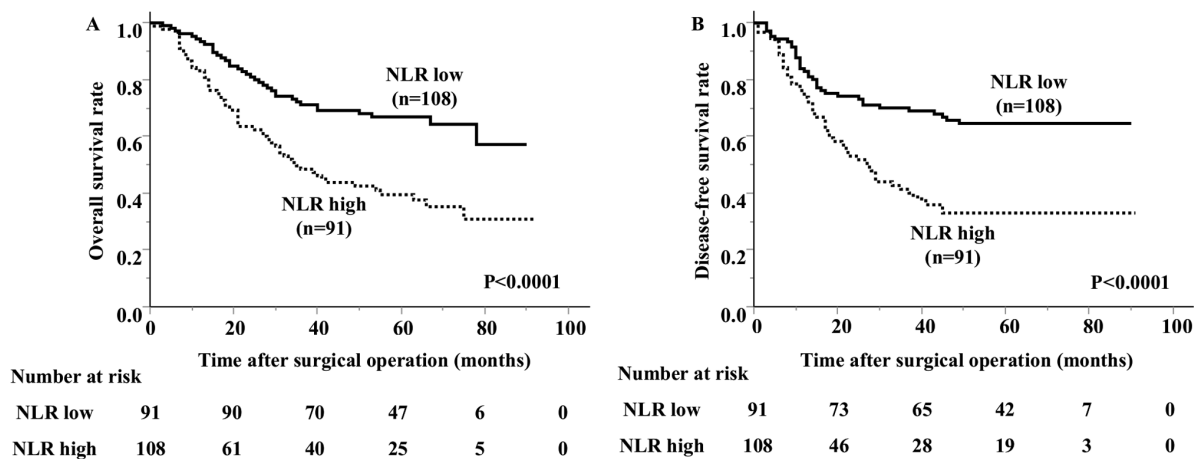 A
Overall survival rate
1.0
0.8
0.6
0.4
0.2
0.0
NLR low
(n=108)
NLR high
(n=91)
P<0.0001
0 20 40 60 80 100
Time after surgical operation (months)
Number at risk
NLR low 91 90 70 47 6 0
NLR high 108 61 40 25 5 0
B
Disease-free survival rate
1.0
0.8
0.6
0.4
0.2
0.0
NLR low
(n=108)
NLR high
(n=91)
P<0.0001
0 20 40 60 80 100
Time after surgical operation (months)
Number at risk
NLR low 91 73 65 42 7 0
NLR high 108 46 28 19 3 0